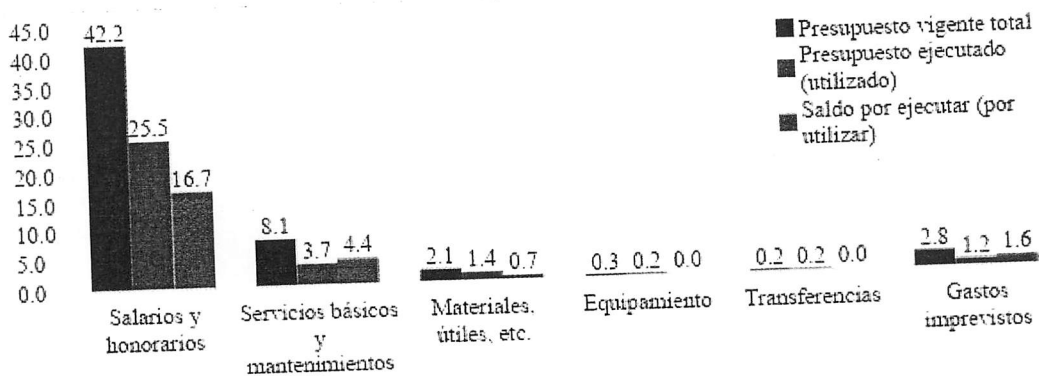 45.0
40.0
35.0
40.0
25.0
20.0
15.0
10.0
5.0
0.0
42.2
25.5
16.7
8.1
3.7
4.4
2.1
1.4
0.7
0.3
0.2
0.0
0.2
0.2
0.0
2.8
1.2
1.6
Salarios y
honorarios
Servicios básicos
y
mantenimientos
Materiales,
útiles, etc.
Equipamiento
Transferencias
Gastos
imprevistos
Presupuesto vigente total
Presupuesto ejecutado
(utilizado)
Saldo por ejecutar (por
utilizar)